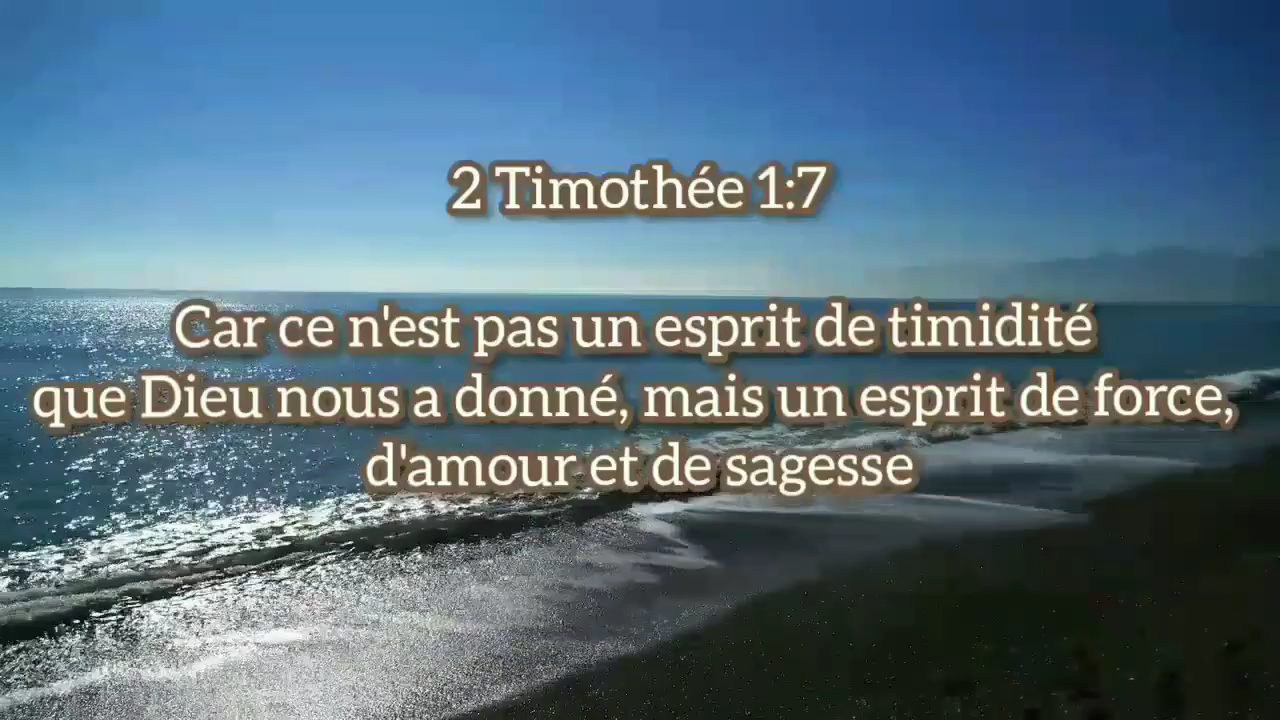 2 Timothée 1:7
Car ce n'est pas un esprit de timidité
que Dieu nous a donné, mais un esprit de force,
d'amour et de sagesse